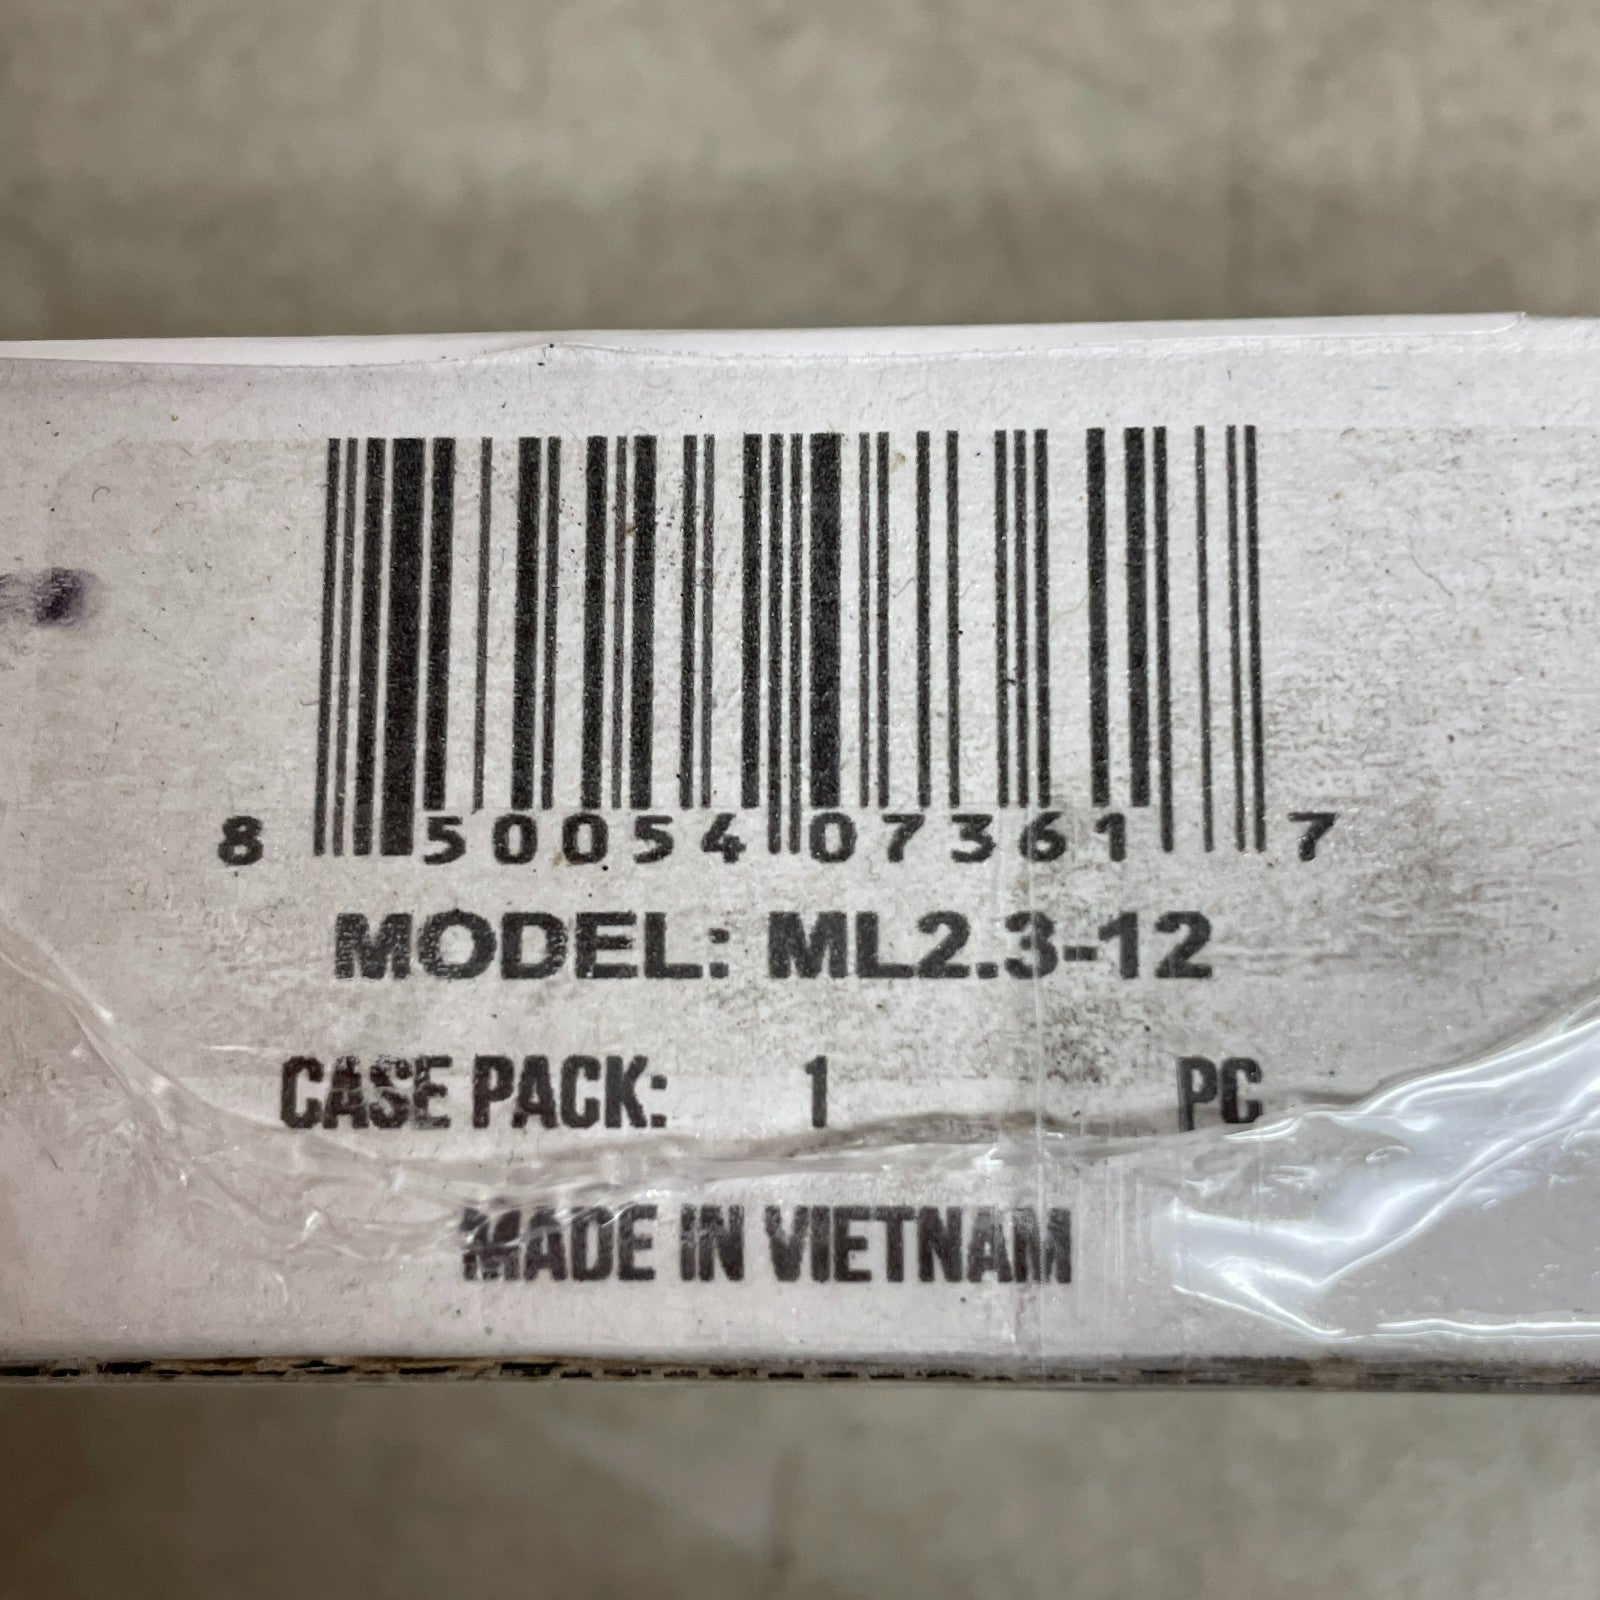 8 50054 07361 7
MODEL: ML2.3-12
CASE PACK: 1 PC
MADE IN VIETNAM